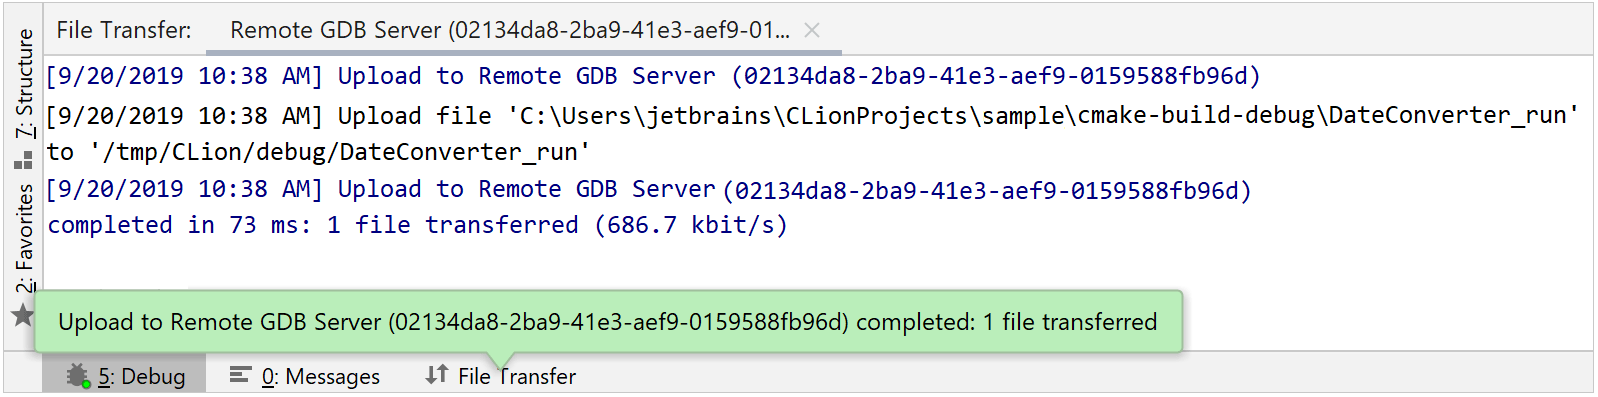 File Transfer: Remote GDB Server (02134da8-2ba9-41e3-aef9-01...
7: Structure
2: Favorites
[9/20/2019 10:38 AM] Upload to Remote GDB Server (02134da8-2ba9-41e3-aef9-0159588fb96d)
[9/20/2019 10:38 AM] Upload file 'C:\Users\jetbrains\CLionProjects\sample\cmake-build-debug\DateConverter_run'
to '/tmp/CLion/debug/DateConverter_run'
[9/20/2019 10:38 AM] Upload to Remote GDB Server (02134da8-2ba9-41e3-aef9-0159588fb96d)
completed in 73 ms: 1 file transferred (686.7 kbit/s)
Upload to Remote GDB Server (02134da8-2ba9-41e3-aef9-0159588fb96d) completed: 1 file transferred
5: Debug 0: Messages File Transfer